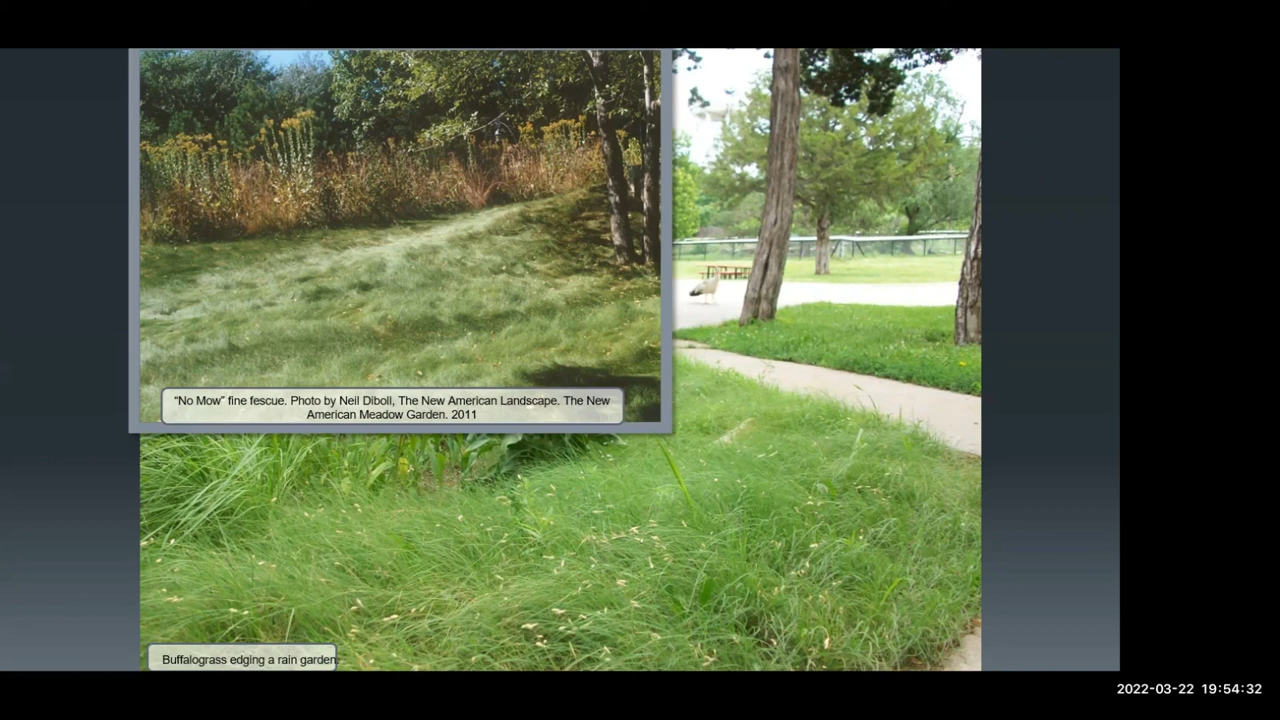 “No Mow” fine fescue. Photo by Neil Diboll, The New American Landscape. The New
American Meadow Garden. 2011
Buffalograss edging a rain garden.
2022-03-22 19:54:32